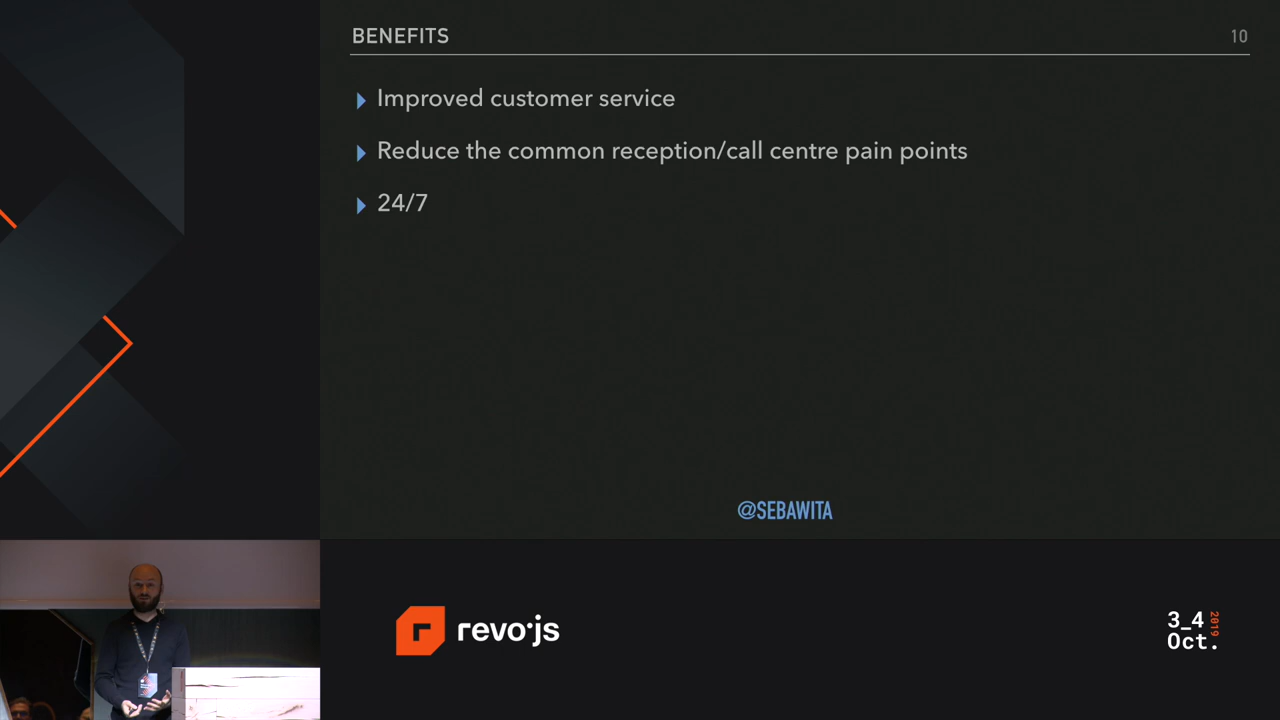 BENEFITS
10
Improved customer service
Reduce the common reception/call centre pain points
24/7
@SEBAWITA
r revo·js
3_4 2019
Oct.